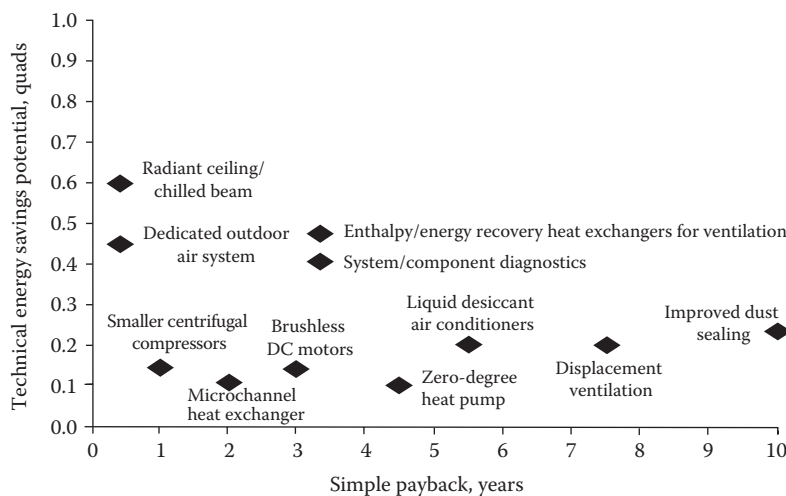 Technical energy savings potential, quads
1.0
0.9
0.8
0.7
0.6
0.5
0.4
0.3
0.2
0.1
0.0
Radiant ceiling/
chilled beam
Dedicated outdoor
air system
Enthalpy/energy recovery heat exchangers for ventilation
System/component diagnostics
Smaller centrifugal
compressors
Microchannel
heat exchanger
Brushless
DC motors
Liquid desiccant
air conditioners
Zero-degree
heat pump
Displacement
ventilation
Improved dust
sealing
0 1 2 3 4 5 6 7 8 9 10
Simple payback, years